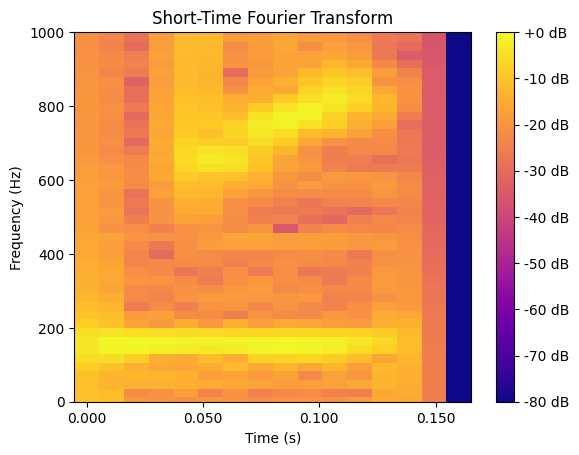 Short-Time Fourier Transform
1000
800
600
400
200
0
Frequency (Hz)
0.000
0.050
0.100
0.150
Time (s)
+0 dB
-10 dB
-20 dB
-30 dB
-40 dB
-50 dB
-60 dB
-70 dB
-80 dB